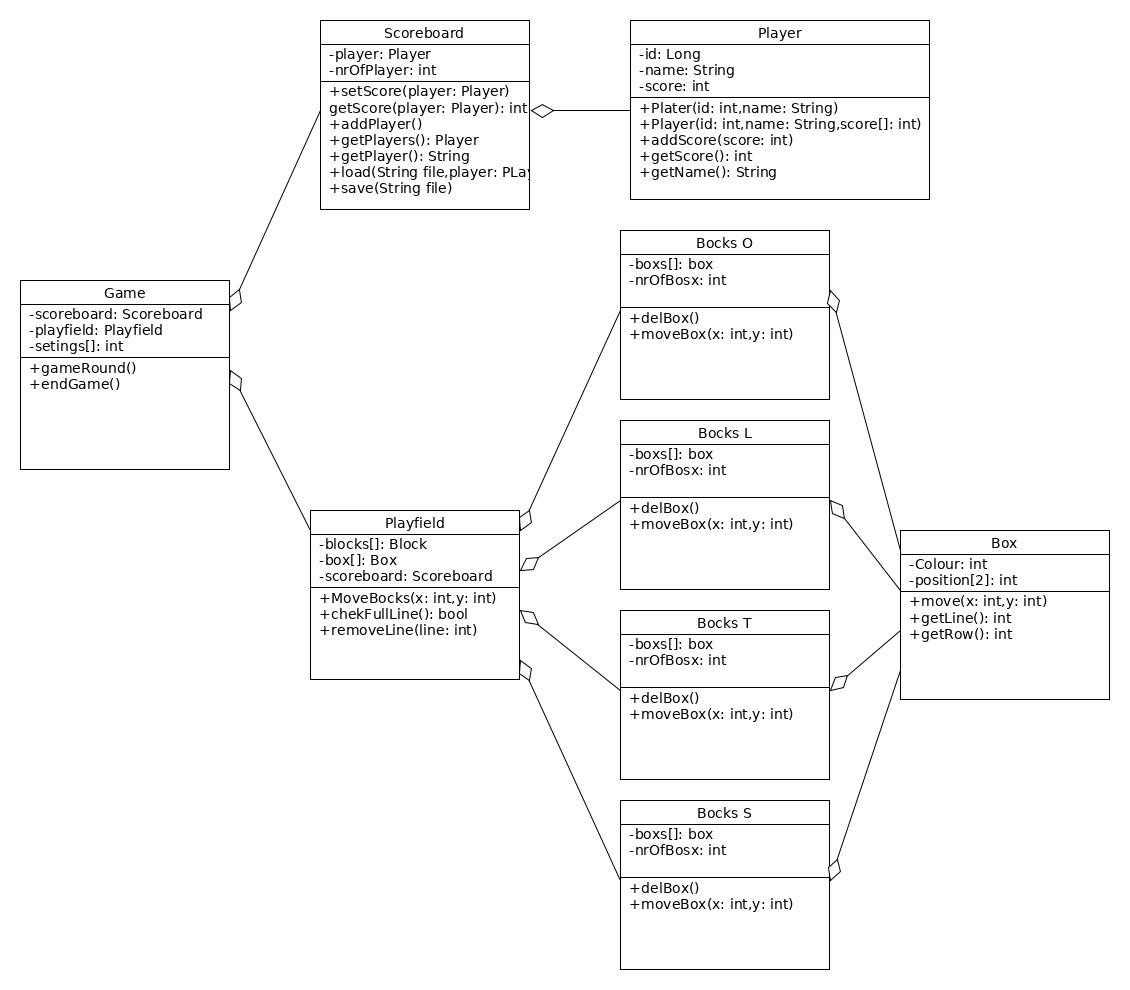 Scoreboard
-player: Player
-nrOfPlayer: int
+setScore(player: Player)
getScore(player: Player): int
+addPlayer()
+getPlayers(): Player
+getPlayer(): String
+load(String file,player: PLay
+save(String file)
Player
-id: Long
-name: String
-score: int
+Plater(id: int,name: String)
+Player(id: int,name: String,score[]: int)
+addScore(score: int)
+getScore(): int
+getName(): String
Game
-scoreboard: Scoreboard
-playfield: Playfield
-setings[]: int
+gameRound()
+endGame()
Bocks O
-boxs[]: box
-nrOfBosx: int
+delBox()
+moveBox(x: int,y: int)
Bocks L
-boxs[]: box
-nrOfBosx: int
+delBox()
+moveBox(x: int,y: int)
Playfield
-blocks[]: Block
-box[]: Box
-scoreboard: Scoreboard
+MoveBocks(x: int,y: int)
+chekFullLine(): bool
+removeLine(line: int)
Box
-Colour: int
-position[2]: int
+move(x: int,y: int)
+getLine(): int
+getRow(): int
Bocks T
-boxs[]: box
-nrOfBosx: int
+delBox()
+moveBox(x: int,y: int)
Bocks S
-boxs[]: box
-nrOfBosx: int
+delBox()
+moveBox(x: int,y: int)